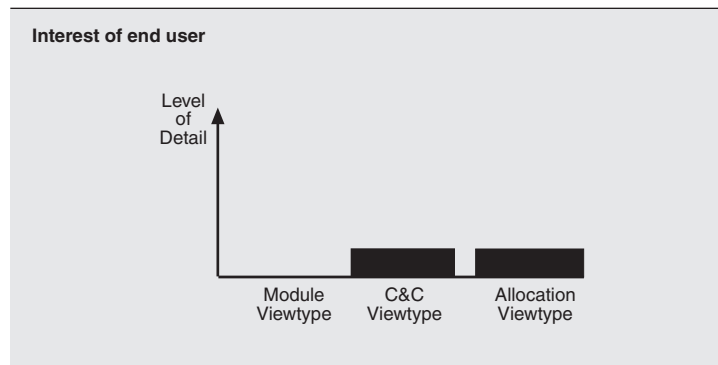 Interest of end user
Level
of
Detail
Module
Viewtype
C&C
Viewtype
Allocation
Viewtype